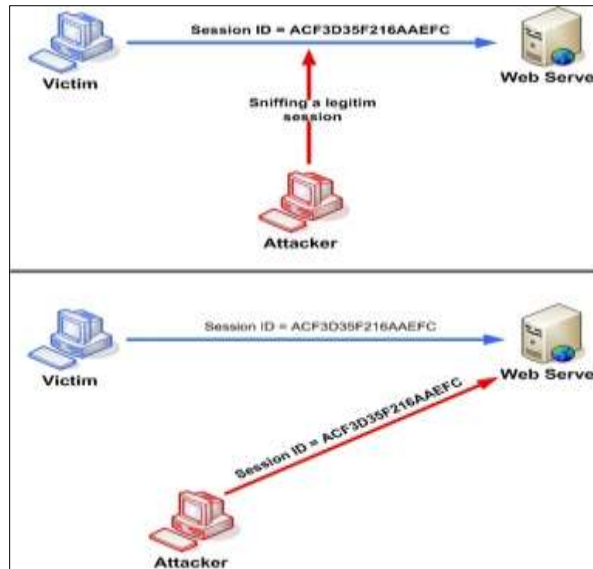 Session ID = ACF3D35F216AAEFC
Victim
Web Serve
Sniffing a legitim
session
Attacker
Session ID = ACF3D35F216AAEFC
Victim
Web Serve
Session ID = ACF3D35F216AAEFC
Attacker